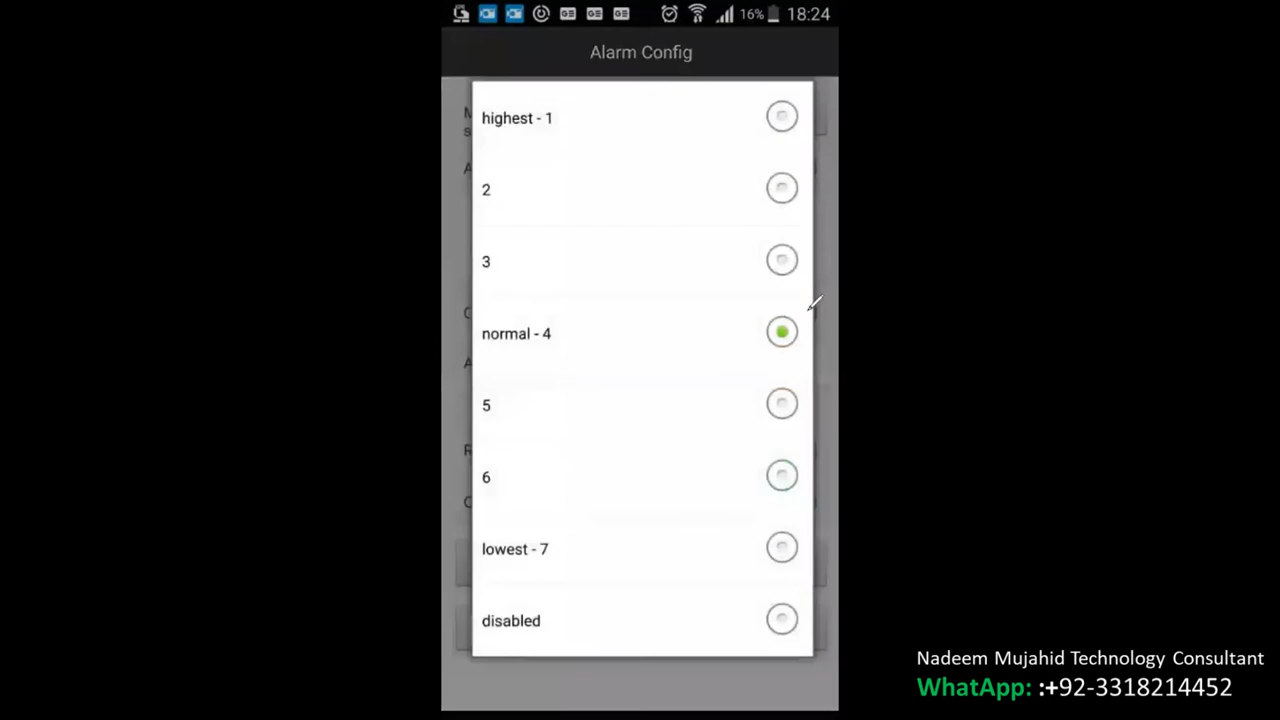 16% 18:24
Alarm Config
highest - 1
2
3
normal - 4
5
6
lowest - 7
disabled
Nadeem Mujahid Technology Consultant
WhatApp: :+92-3318214452